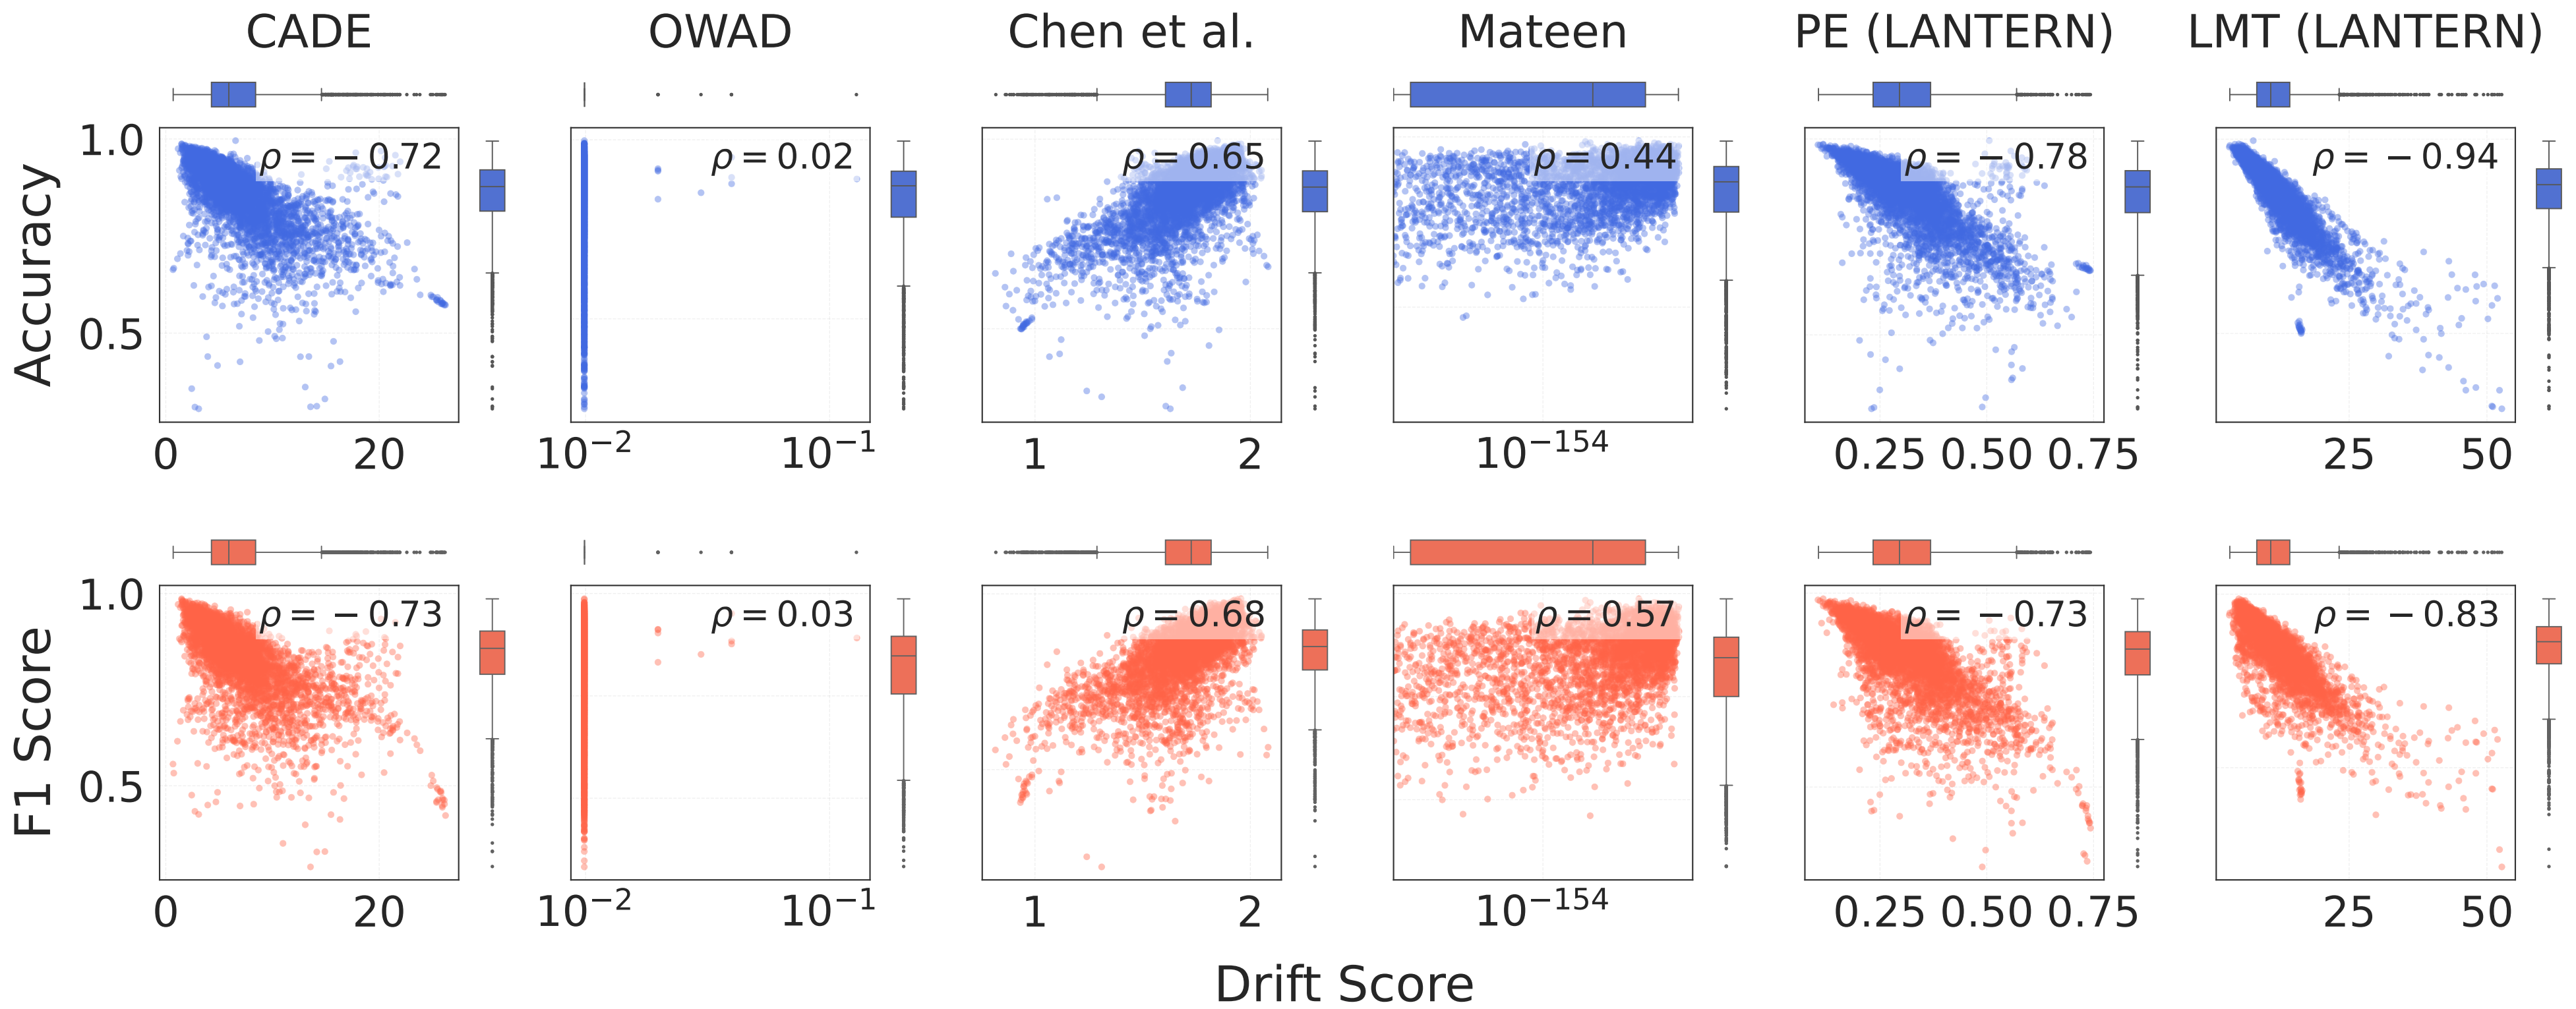 CADE OWAD Chen et al. Mateen PE (LANTERN) LMT (LANTERN)
Accuracy
1.0
0.5
ρ = −0.72
ρ = 0.02
ρ = 0.65
ρ = 0.44
ρ = −0.78
ρ = −0.94
0 20
10⁻² 10⁻¹
1 2
10⁻¹⁵⁴
0.25 0.50 0.75
25 50
F1 Score
1.0
0.5
ρ = −0.73
ρ = 0.03
ρ = 0.68
ρ = 0.57
ρ = −0.73
ρ = −0.83
0 20
10⁻² 10⁻¹
1 2
10⁻¹⁵⁴
0.25 0.50 0.75
25 50
Drift Score